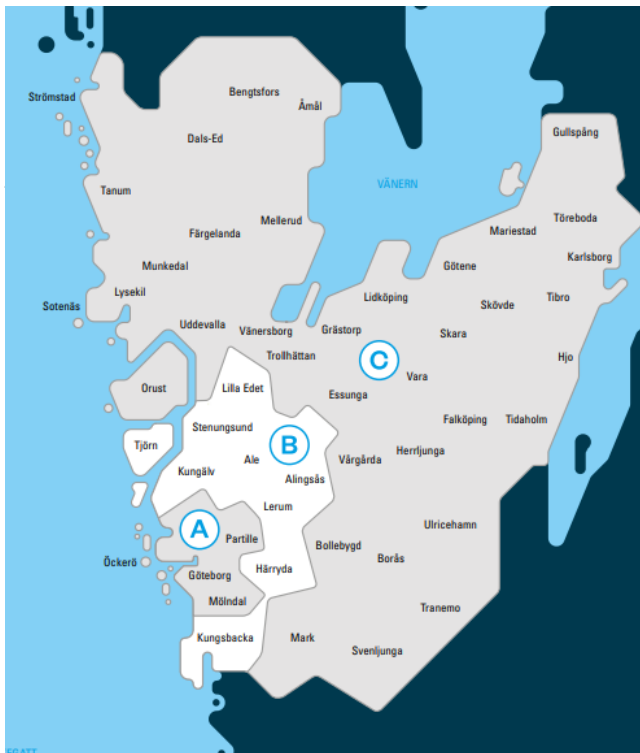 Bengtsfors
Strömstad
Åmål
Gullspång
Dals-Ed
VÄNERN
Tanum
Mellerud
Töreboda
Mariestad
Färgelanda
Karlsborg
Munkedal
Götene
Lysekil
Lidköping
Tibro
Sotenäs
Skövde
Uddevalla
Vänersborg
Grästorp
Skara
Trollhättan
Hjo
C
Vara
Orust
Lilla Edet
Essunga
Falköping
Tidaholm
Stenungsund
Tjörn
B
Herrljunga
Ale
Vårgårda
Kungälv
Alingsås
Lerum
A
Ulricehamn
Partille
Bollebygd
Borås
Öckerö
Härryda
Göteborg
Mölndal
Tranemo
Kungsbacka
Mark
Svenljunga